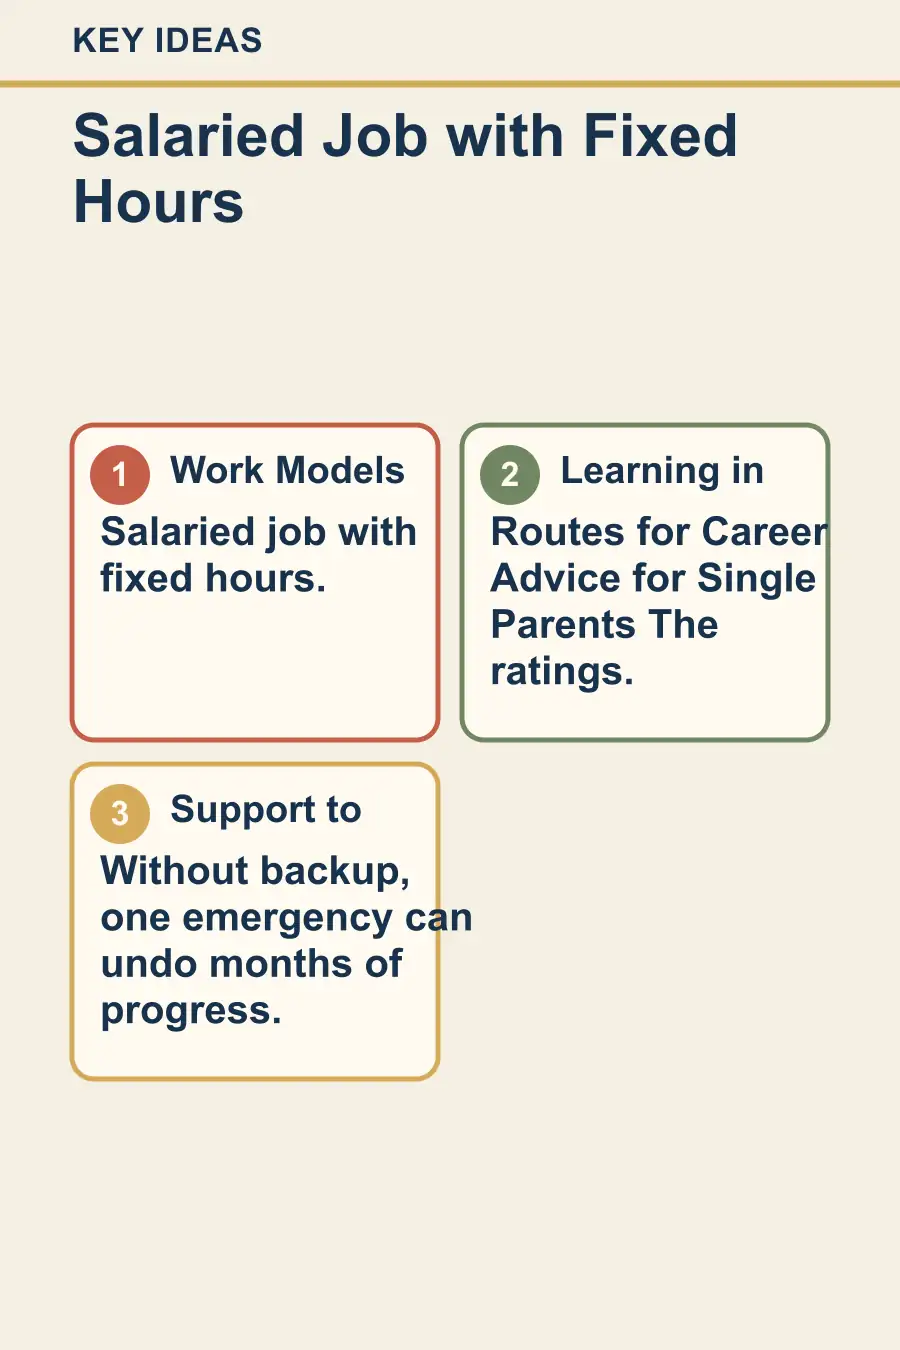 KEY IDEAS
Salaried Job with Fixed
Hours
1 Work Models
Salaried job with
fixed hours.
2 Learning in
Routes for Career
Advice for Single
Parents The
ratings.
3 Support to
Without backup,
one emergency can
undo months of
progress.